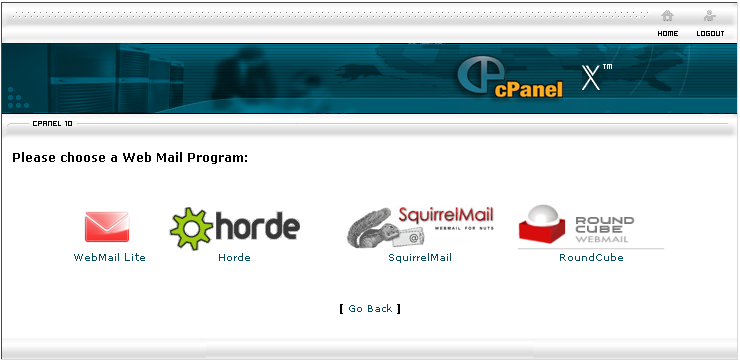 HOME LOGOUT
cPanel X™
CPANEL 10
Please choose a Web Mail Program:
horde
SquirrelMail
WEBMAIL FOR NUTS
ROUND
CUBE
WEBMAIL
WebMail Lite Horde SquirrelMail RoundCube
[ Go Back ]